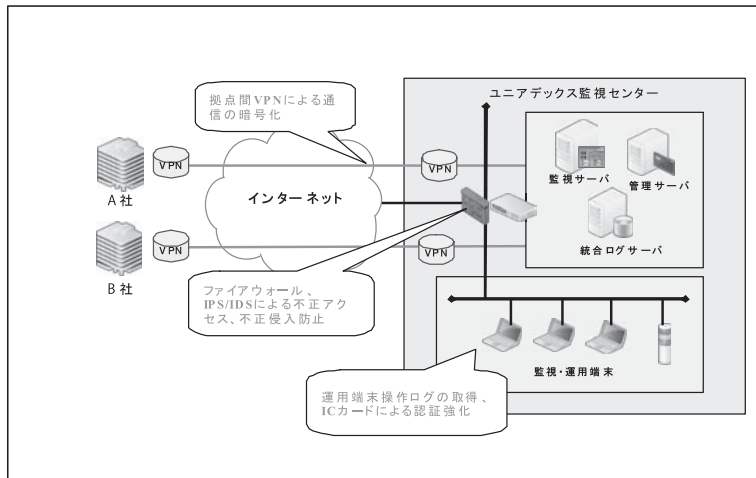 ユニアデックス監視センター
拠点間VPNによる通
信の暗号化
VPN
VPN
A社
インターネット
監視サーバ
管理サーバ
統合ログサーバ
VPN
VPN
B社
ファイアウォール、
IPS/IDSによる不正アク
セス、不正侵入防止
監視・運用端末
運用端末操作ログの取得、
ICカードによる認証強化